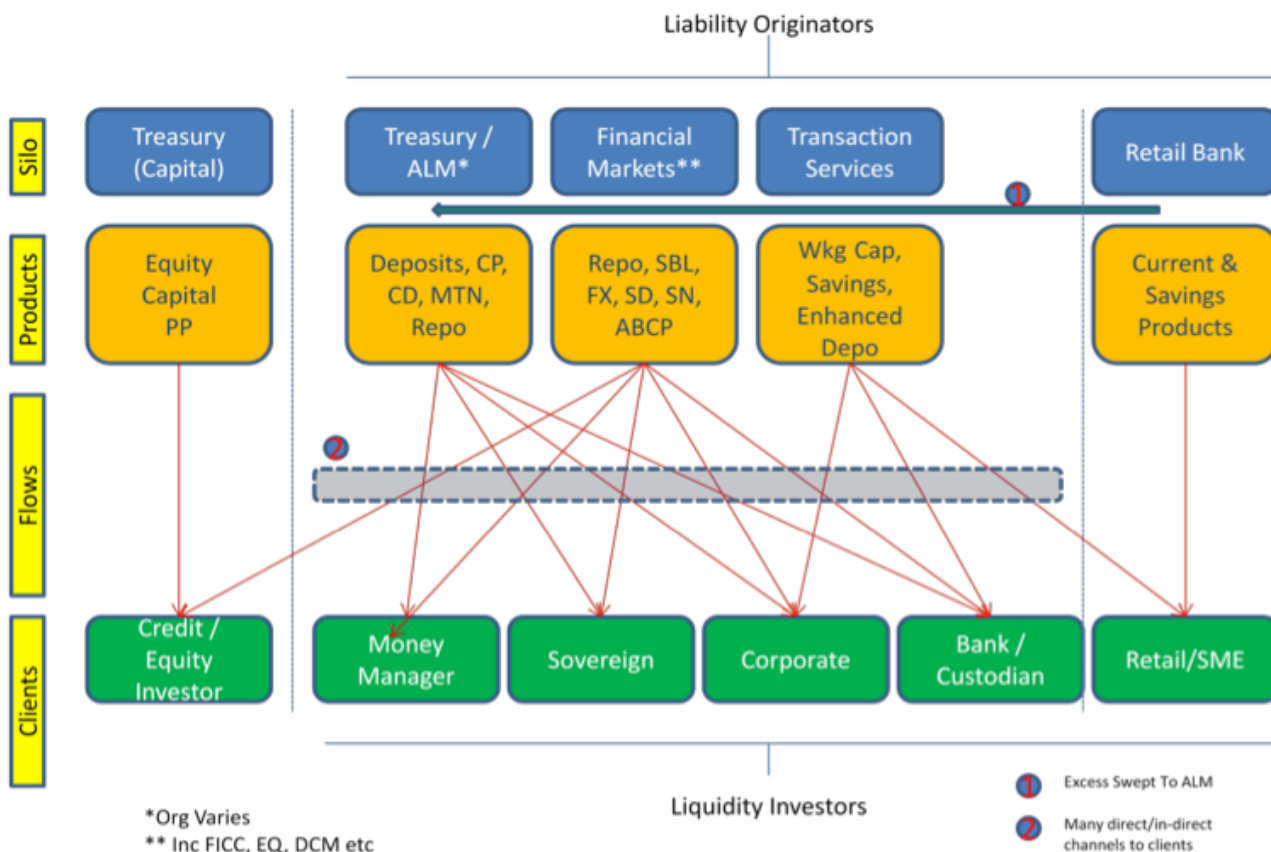 Liability Originators
Silo
Treasury
(Capital)
Treasury /
ALM*
Financial
Markets**
Transaction
Services
Retail Bank
1
Products
Equity
Capital
PP
Deposits, CP,
CD, MTN,
Repo
Repo, SBL,
FX, SD, SN,
ABCP
Wkg Cap,
Savings,
Enhanced
Depo
Current &
Savings
Products
Flows
2
Clients
Credit /
Equity
Investor
Money
Manager
Sovereign
Corporate
Bank /
Custodian
Retail/SME
Liquidity Investors
*Org Varies
** Inc FICC, EQ, DCM etc
1 Excess Swept To ALM
2 Many direct/in-direct
channels to clients